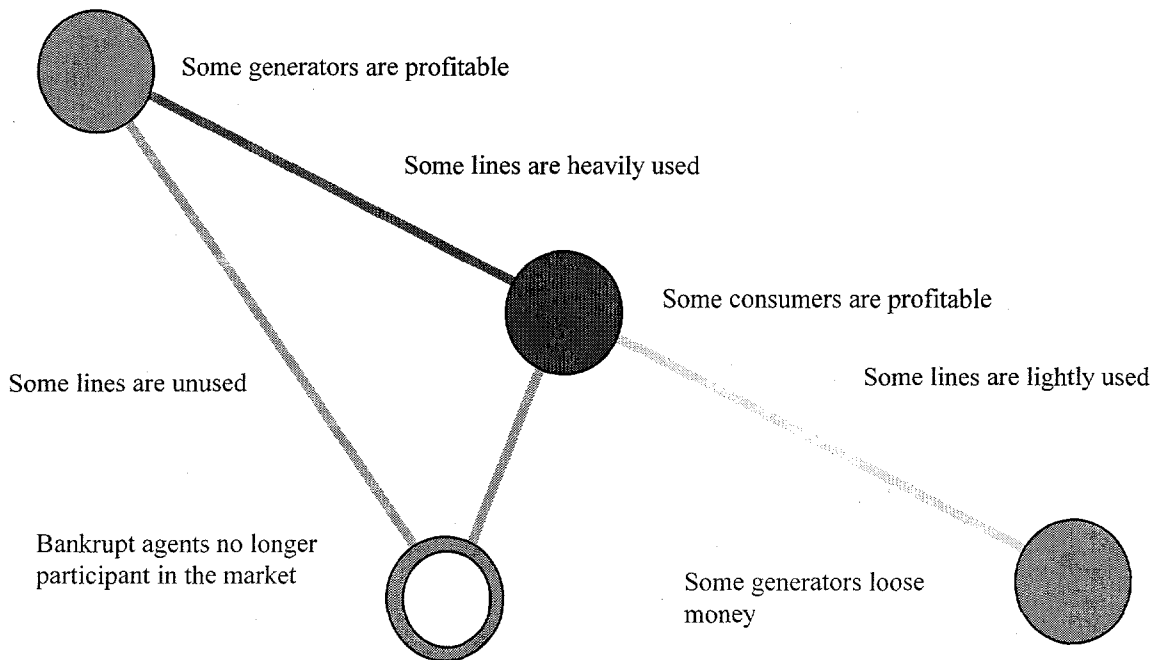 Some generators are profitable
Some lines are heavily used
Some consumers are profitable
Some lines are unused
Some lines are lightly used
Bankrupt agents no longer
participant in the market
Some generators loose
money